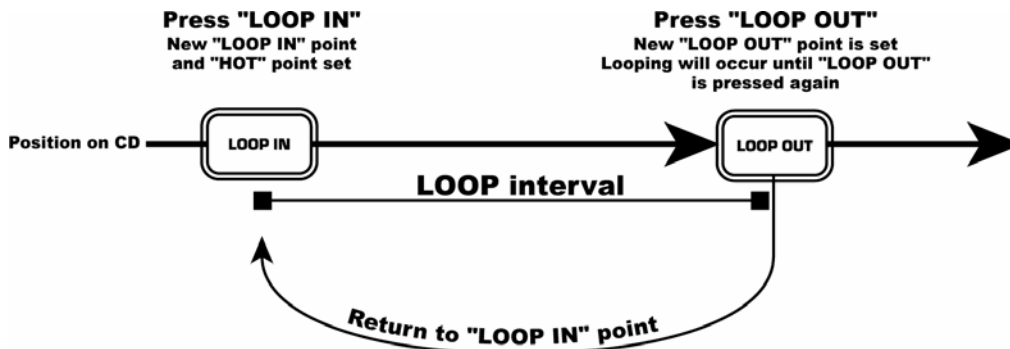 Press "LOOP IN"
New "LOOP IN" point
and "HOT" point set
Press "LOOP OUT"
New "LOOP OUT" point is set
Looping will occur until "LOOP OUT"
is pressed again
Position on CD
LOOP IN
LOOP OUT
LOOP interval
Return to "LOOP IN" point